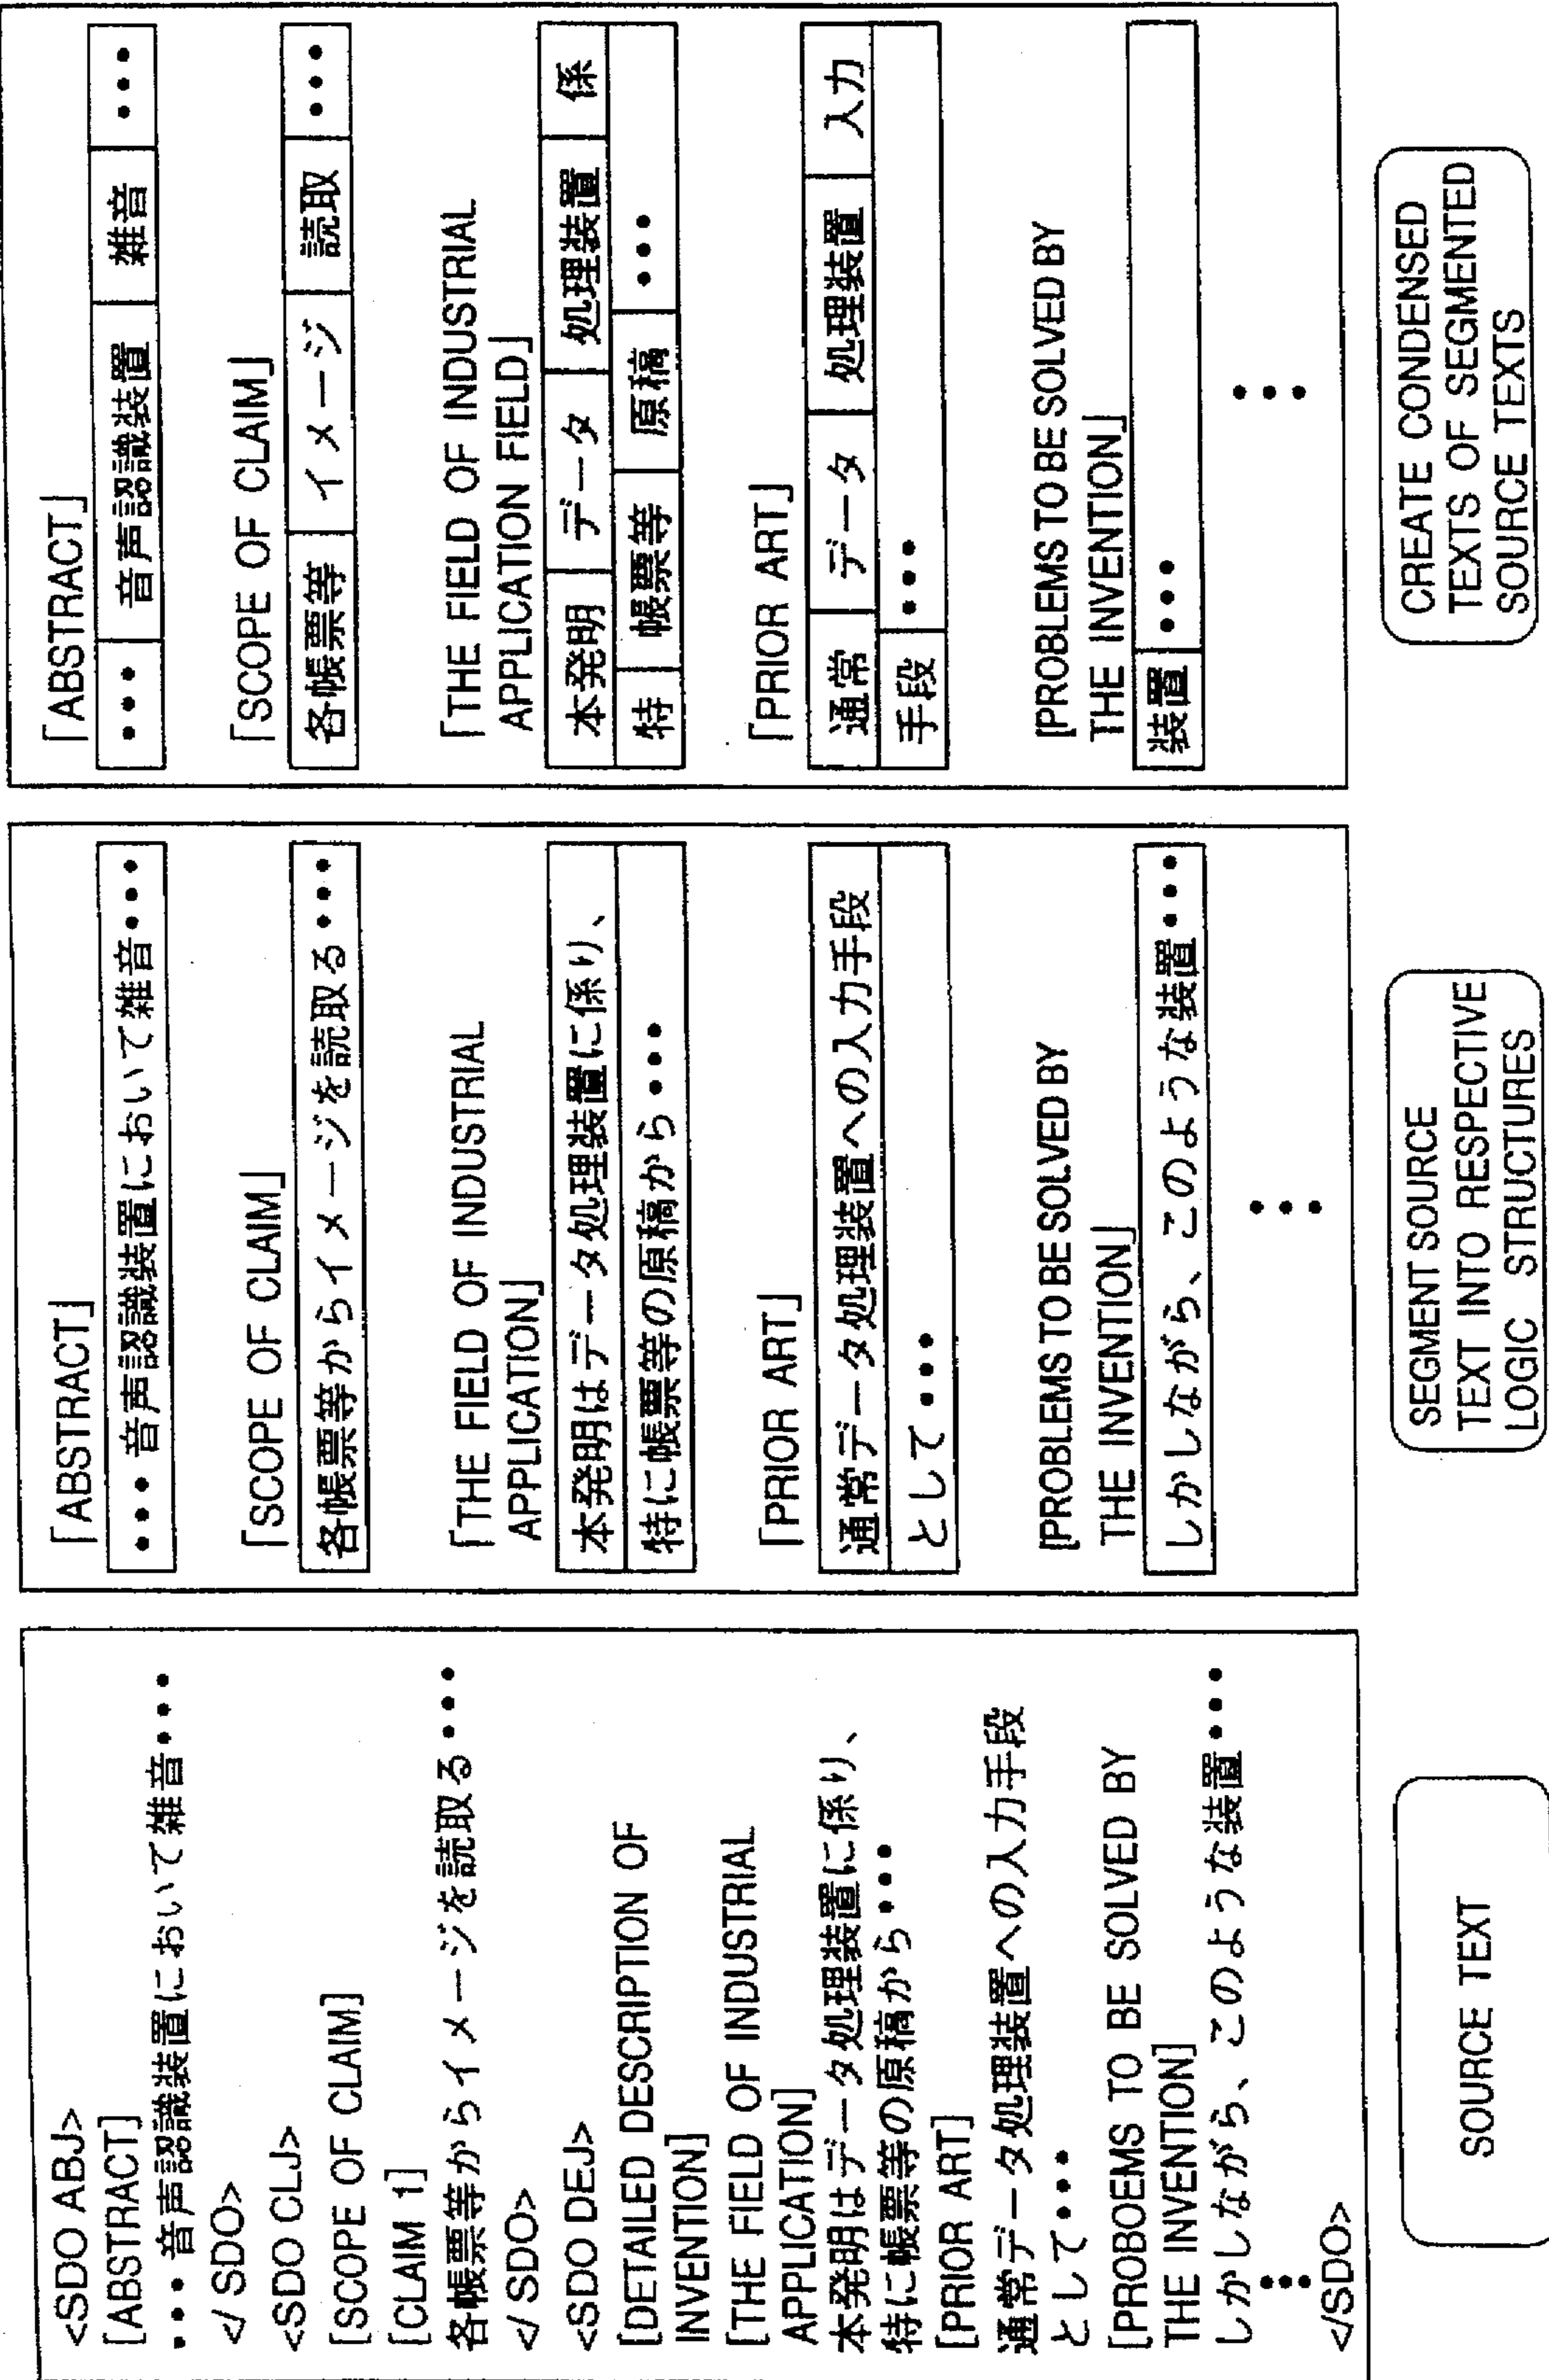 <SDO ABJ>
[ABSTRACT]
••• 音声認識装置において雑音•••
</ SDO>
<SDO CLJ>
[SCOPE OF CLAIM]
[CLAIM 1]
各帳票等からイメージを読取る•••
</ SDO>
<SDO DEJ>
[DETAILED DESCRIPTION OF
INVENTION]
[THE FIELD OF INDUSTRIAL
APPLICATION]
本発明はデータ処理装置に係り、
特に帳票等の原稿から•••
[PRIOR ART]
通常データ処理装置への入力手段
として•••
[PROBOEMS TO BE SOLVED BY
THE INVENTION]
しかしながら、このような装置•••
•••
</SDO>
SOURCE TEXT
「ABSTRACT」
••• 音声認識装置において雑音•••
「SCOPE OF CLAIM」
各帳票等からイメージを読取る•••
「THE FIELD OF INDUSTRIAL
APPLICATION」
本発明はデータ処理装置に係り、
特に帳票等の原稿から•••
「PRIOR ART」
通常データ処理装置への入力手段
として•••
[PROBLEMS TO BE SOLVED BY
THE INVENTION」
しかしながら、このような装置•••
•••
SEGMENT SOURCE
TEXT INTO RESPECTIVE
LOGIC STRUCTURES
「ABSTRACT」
••• 音声認識装置 雑音 •••
「SCOPE OF CLAIM」
各帳票等 イメージ 読取 •••
「THE FIELD OF INDUSTRIAL
APPLICATION FIELD」
本発明 データ 処理装置 係
特 帳票等 原稿 •••
「PRIOR ART」
通常 データ 処理装置 入力
手段 •••
[PROBLEMS TO BE SOLVED BY
THE INVENTION」
装置 •••
•••
CREATE CONDENSED
TEXTS OF SEGMENTED
SOURCE TEXTS